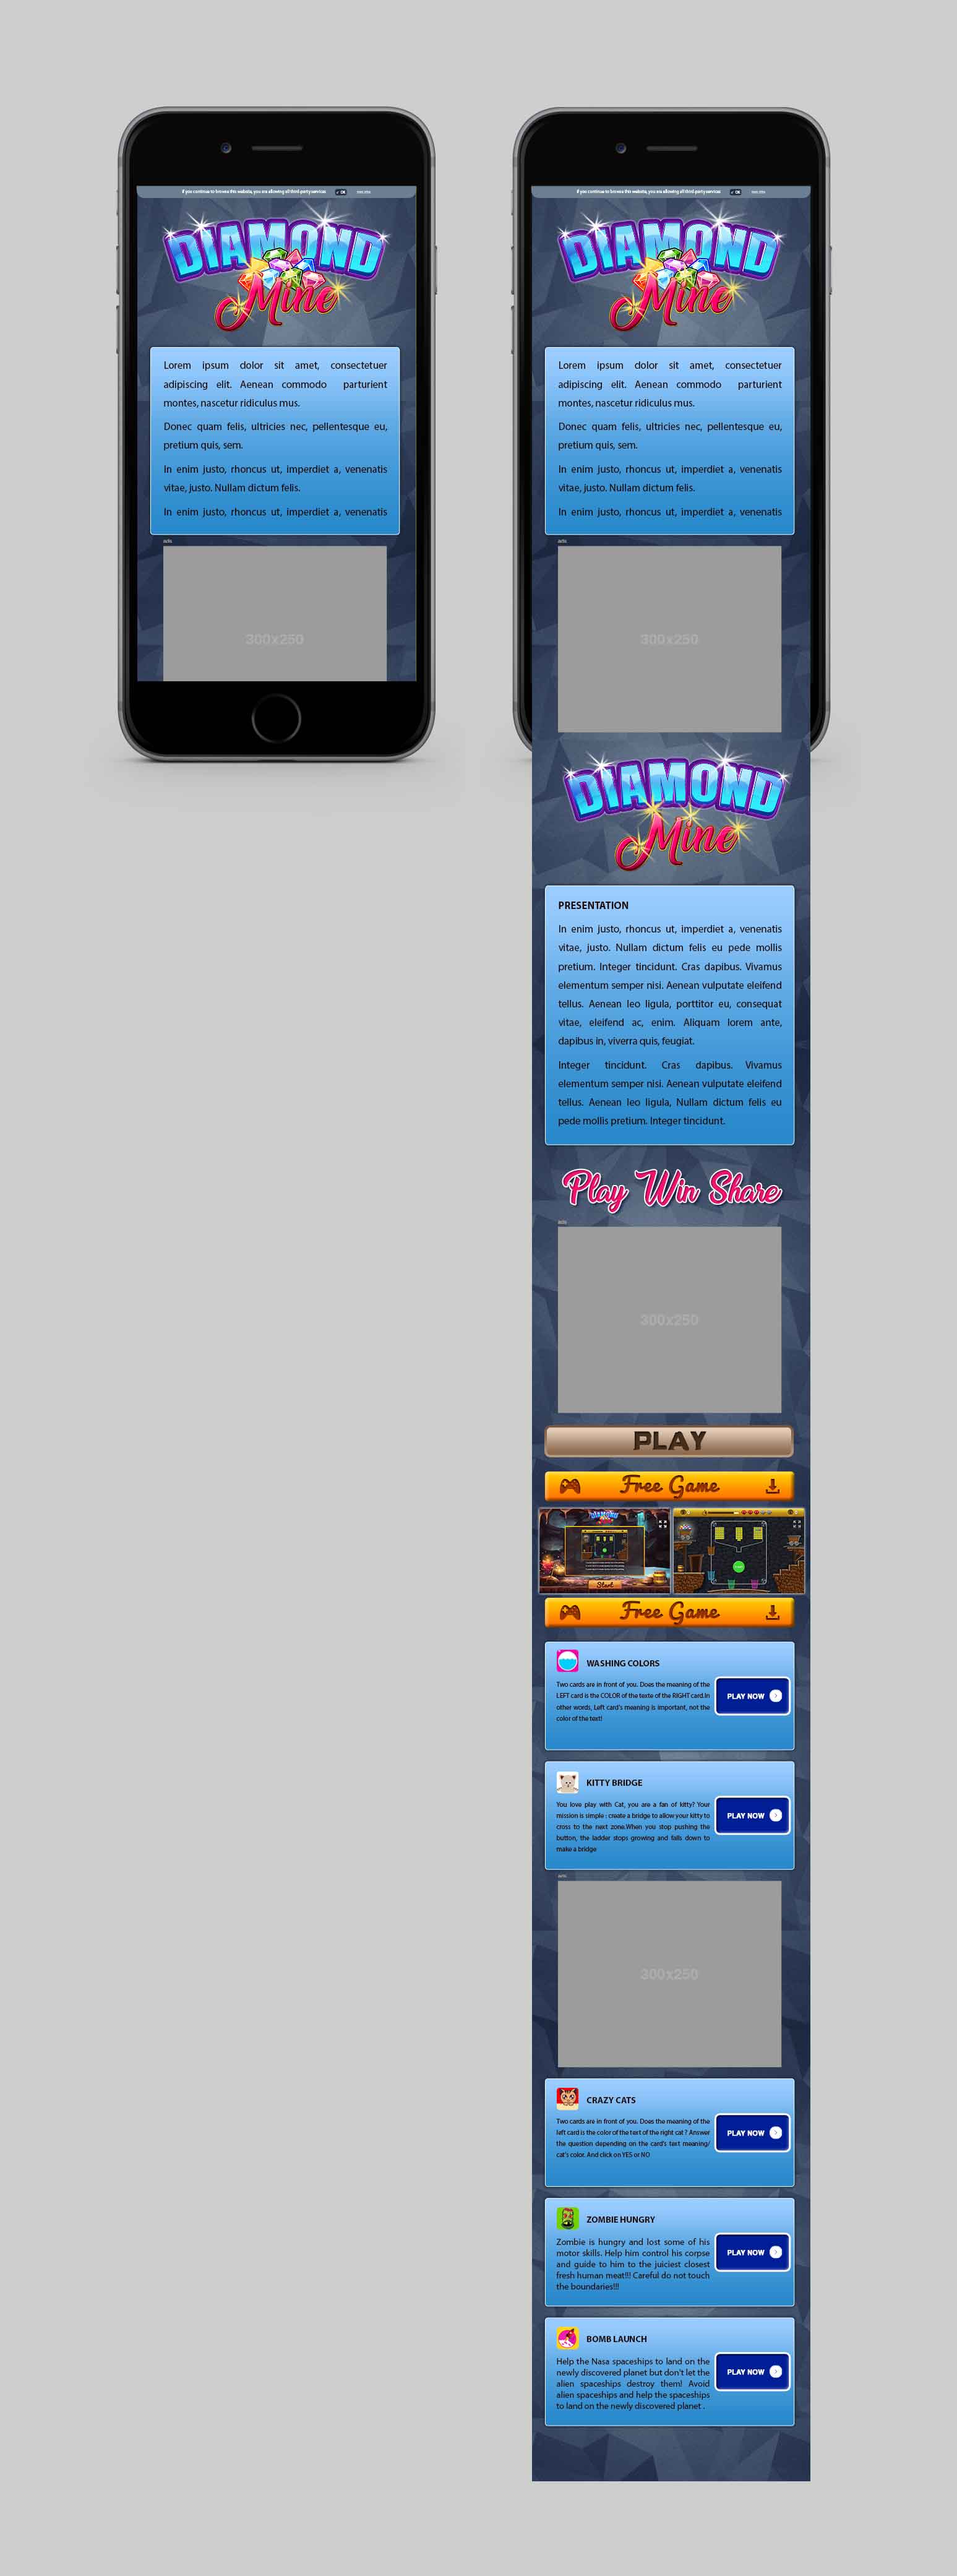 If you continue to browse this website, you are allowing all third-party services
OK
DIAMOND
Mine
Lorem ipsum dolor sit amet, consectetuer
adipiscing elit. Aenean commodo parturient
montes, nascetur ridiculus mus.
Donec quam felis, ultricies nec, pellentesque eu,
pretium quis, sem.
In enim justo, rhoncus ut, imperdiet a, venenatis
vitae, justo. Nullam dictum felis.
In enim justo, rhoncus ut, imperdiet a, venenatis
300x250
If you continue to browse this website, you are allowing all third-party services
OK
DIAMOND
Mine
Lorem ipsum dolor sit amet, consectetuer
adipiscing elit. Aenean commodo parturient
montes, nascetur ridiculus mus.
Donec quam felis, ultricies nec, pellentesque eu,
pretium quis, sem.
In enim justo, rhoncus ut, imperdiet a, venenatis
vitae, justo. Nullam dictum felis.
In enim justo, rhoncus ut, imperdiet a, venenatis
300x250
DIAMOND
Mine
PRESENTATION
In enim justo, rhoncus ut, imperdiet a, venenatis
vitae, justo. Nullam dictum felis eu pede mollis
pretium. Integer tincidunt. Cras dapibus. Vivamus
elementum semper nisi. Aenean vulputate eleifend
tellus. Aenean leo ligula, porttitor eu, consequat
vitae, eleifend ac, enim. Aliquam lorem ante,
dapibus in, viverra quis, feugiat.
Integer tincidunt. Cras dapibus. Vivamus
elementum semper nisi. Aenean vulputate eleifend
tellus. Aenean leo ligula, Nullam dictum felis eu
pede mollis pretium. Integer tincidunt.
Play Win Share
300x250
PLAY
Free Game
DIAMOND
Start
Free Game
WASHING COLORS
Two cards are in front of you. Does the meaning of the
LEFT card is the COLOR of the texte of the RIGHT card.In
other words, Left card's meaning is important, not the
color of the text!
PLAY NOW
KITTY BRIDGE
You love play with Cat, you are a fan of kitty? Your
mission is simple : create a bridge to allow your kitty to
cross to the next zone.When you stop pushing the
button, the ladder stops growing and falls down to
make a bridge
PLAY NOW
300x250
CRAZY CATS
Two cards are in front of you. Does the meaning of the
left card is the color of the text of the right cat ? Answer
the question depending on the card's text meaning/
cat's color. And click on YES or NO
PLAY NOW
ZOMBIE HUNGRY
Zombie is hungry and lost some of his
motor skills. Help him control his corpse
and guide to him to the juiciest closest
fresh human meat!!! Careful do not touch
the boundaries!!!
PLAY NOW
BOMB LAUNCH
Help the Nasa spaceships to land on the
newly discovered planet but don't let the
alien spaceships destroy them! Avoid
alien spaceships and help the spaceships
to land on the newly discovered planet .
PLAY NOW